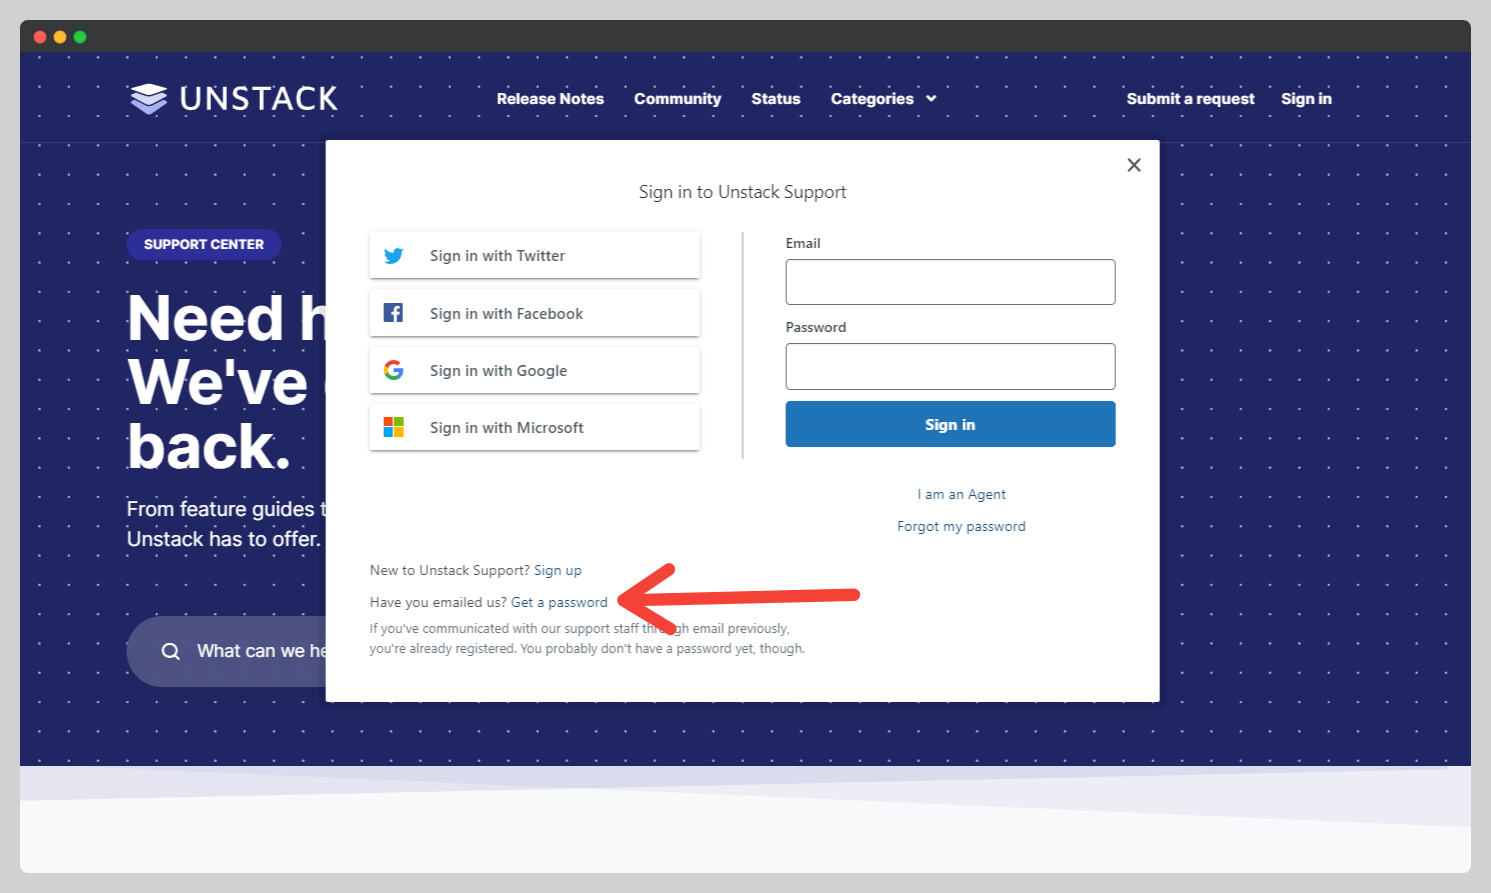 UNSTACK
Release Notes
Community
Status
Categories
Submit a request
Sign in
Sign in to Unstack Support
SUPPORT CENTER
Need h
We've
back.
From feature guides t
Unstack has to offer.
What can we he
Sign in with Twitter
Sign in with Facebook
Sign in with Google
Sign in with Microsoft
Email
Password
Sign in
I am an Agent
Forgot my password
New to Unstack Support? Sign up
Have you emailed us? Get a password
If you've communicated with our support staff through email previously,
you're already registered. You probably don't have a password yet, though.